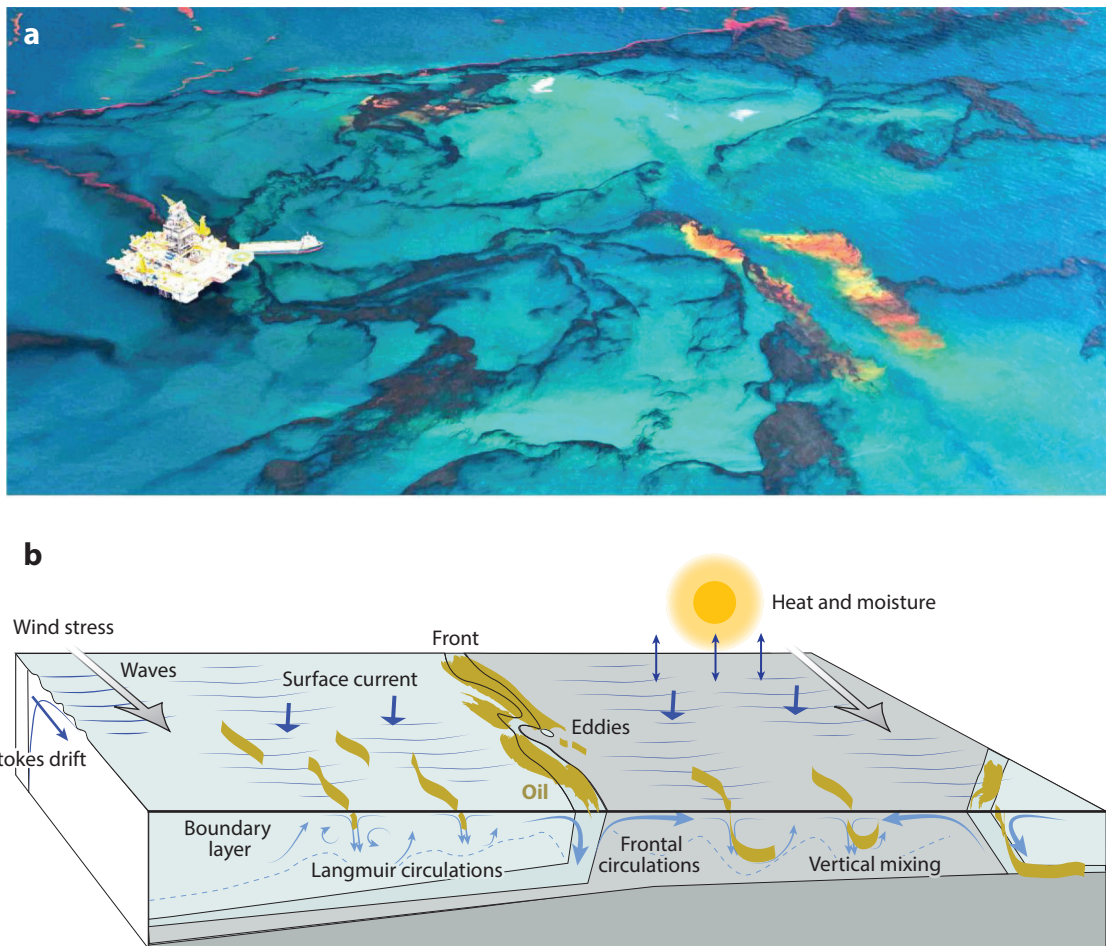 a
b
Wind stress
Waves
Surface current
Front
Heat and moisture
Eddies
tokes drift
Oil
Boundary
layer
Langmuir circulations
Frontal
circulations
Vertical mixing